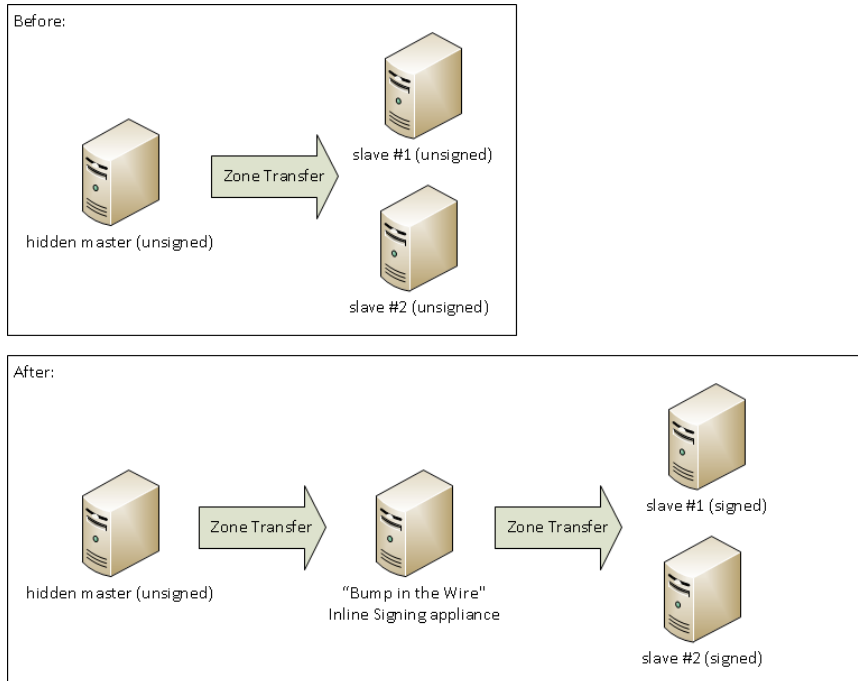 Before:
slave #1 (unsigned)
Zone Transfer
hidden master (unsigned)
slave #2 (unsigned)
After:
Zone Transfer
Zone Transfer
slave #1 (signed)
hidden master (unsigned)
“Bump in the Wire"
Inline Signing appliance
slave #2 (signed)